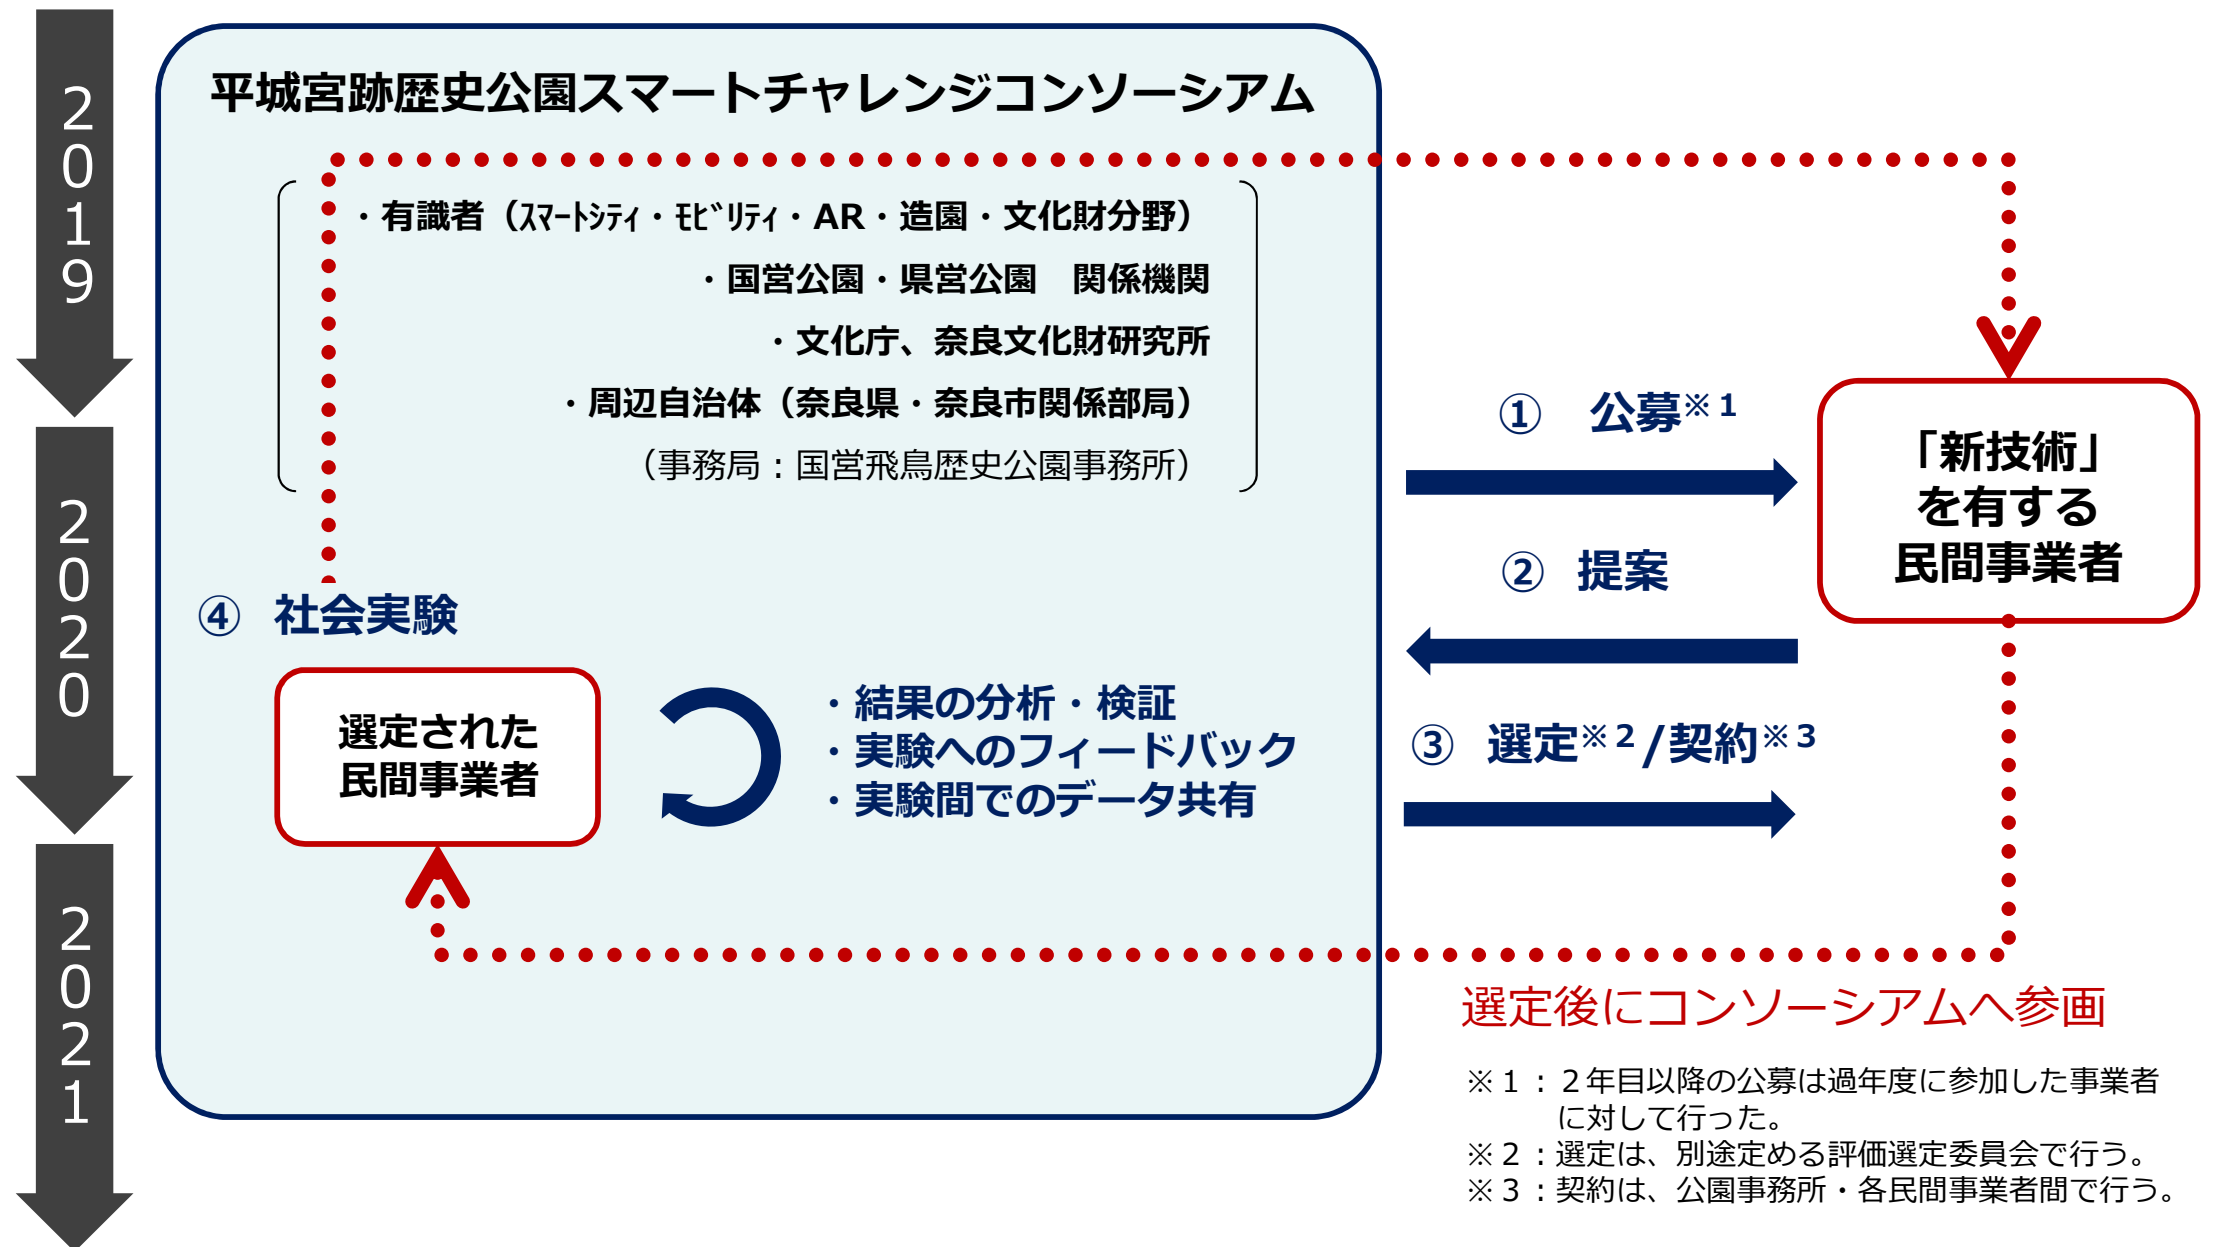 2019
2020
2021
平城宮跡歴史公園スマートチャレンジコンソーシアム
・有識者（ｽﾏｰﾄｼﾃｨ・ﾓﾋﾞﾘﾃｨ・AR・造園・文化財分野）
・国営公園・県営公園　関係機関
・文化庁、奈良文化財研究所
・周辺自治体（奈良県・奈良市関係部局）
（事務局：国営飛鳥歴史公園事務所）
④　社会実験
選定された
民間事業者
・結果の分析・検証
・実験へのフィードバック
・実験間でのデータ共有
①　公募※１
②　提案
③　選定※２/契約※３
「新技術」
を有する
民間事業者
選定後にコンソーシアムへ参画
※１：２年目以降の公募は過年度に参加した事業者
に対して行った。
※２：選定は、別途定める評価選定委員会で行う。
※３：契約は、公園事務所・各民間事業者間で行う。